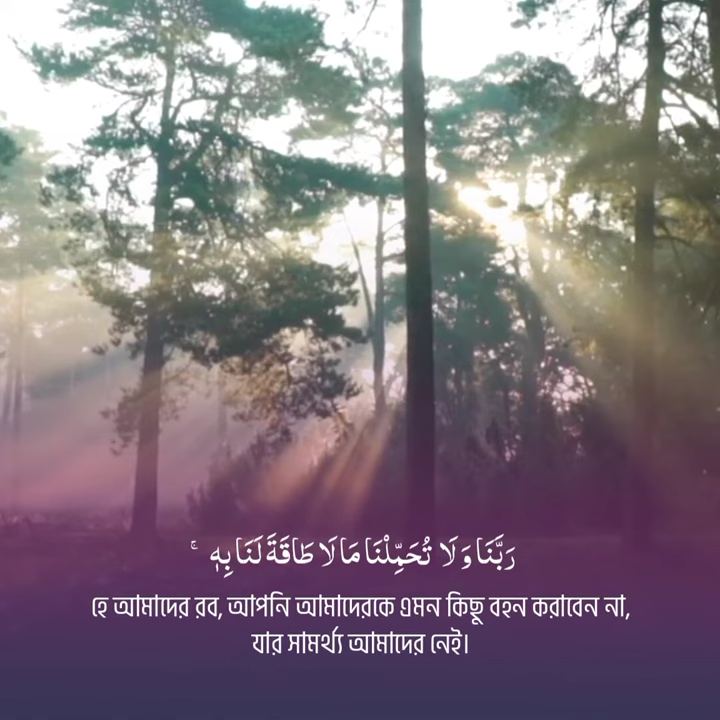 رَبَّنَا وَلَا تُحَمِّلْنَا مَا لَا طَاقَةَ لَنَا بِهٖ ۚ
হে আমাদের রব, আপনি আমাদেরকে এমন কিছু বহন করাবেন না,
যার সামর্থ্য আমাদের নেই।